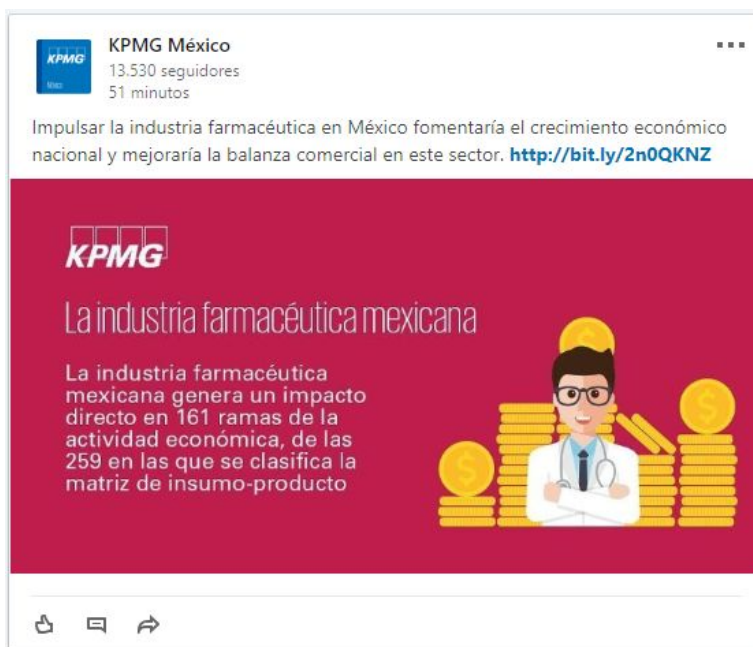 KPMG México
13.530 seguidores
51 minutos
Impulsar la industria farmacéutica en México fomentaría el crecimiento económico
nacional y mejoraría la balanza comercial en este sector. http://bit.ly/2n0QKNZ
KPMG
La industria farmacéutica mexicana
La industria farmacéutica
mexicana genera un impacto
directo en 161 ramas de la
actividad económica, de las
259 en las que se clasifica la
matriz de insumo-producto